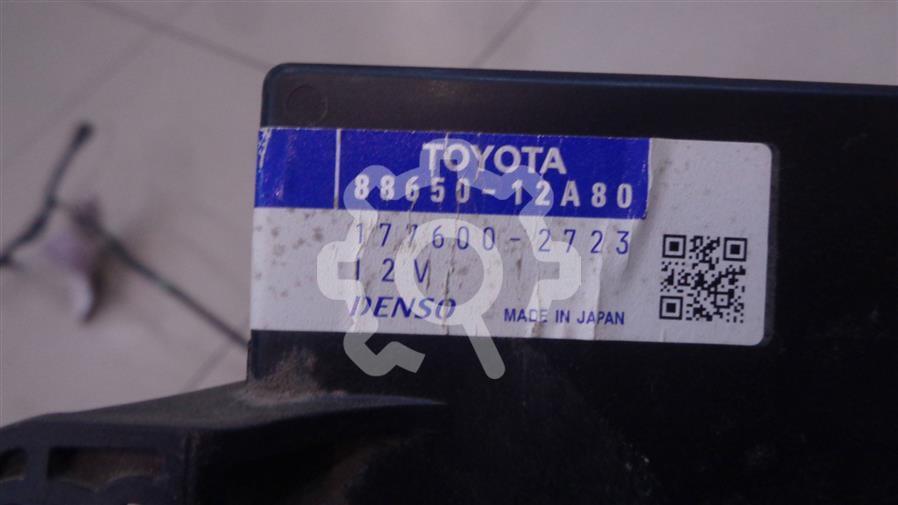 TOYOTA
88650-12A80
177600-2723
12V
DENSO MADE IN JAPAN